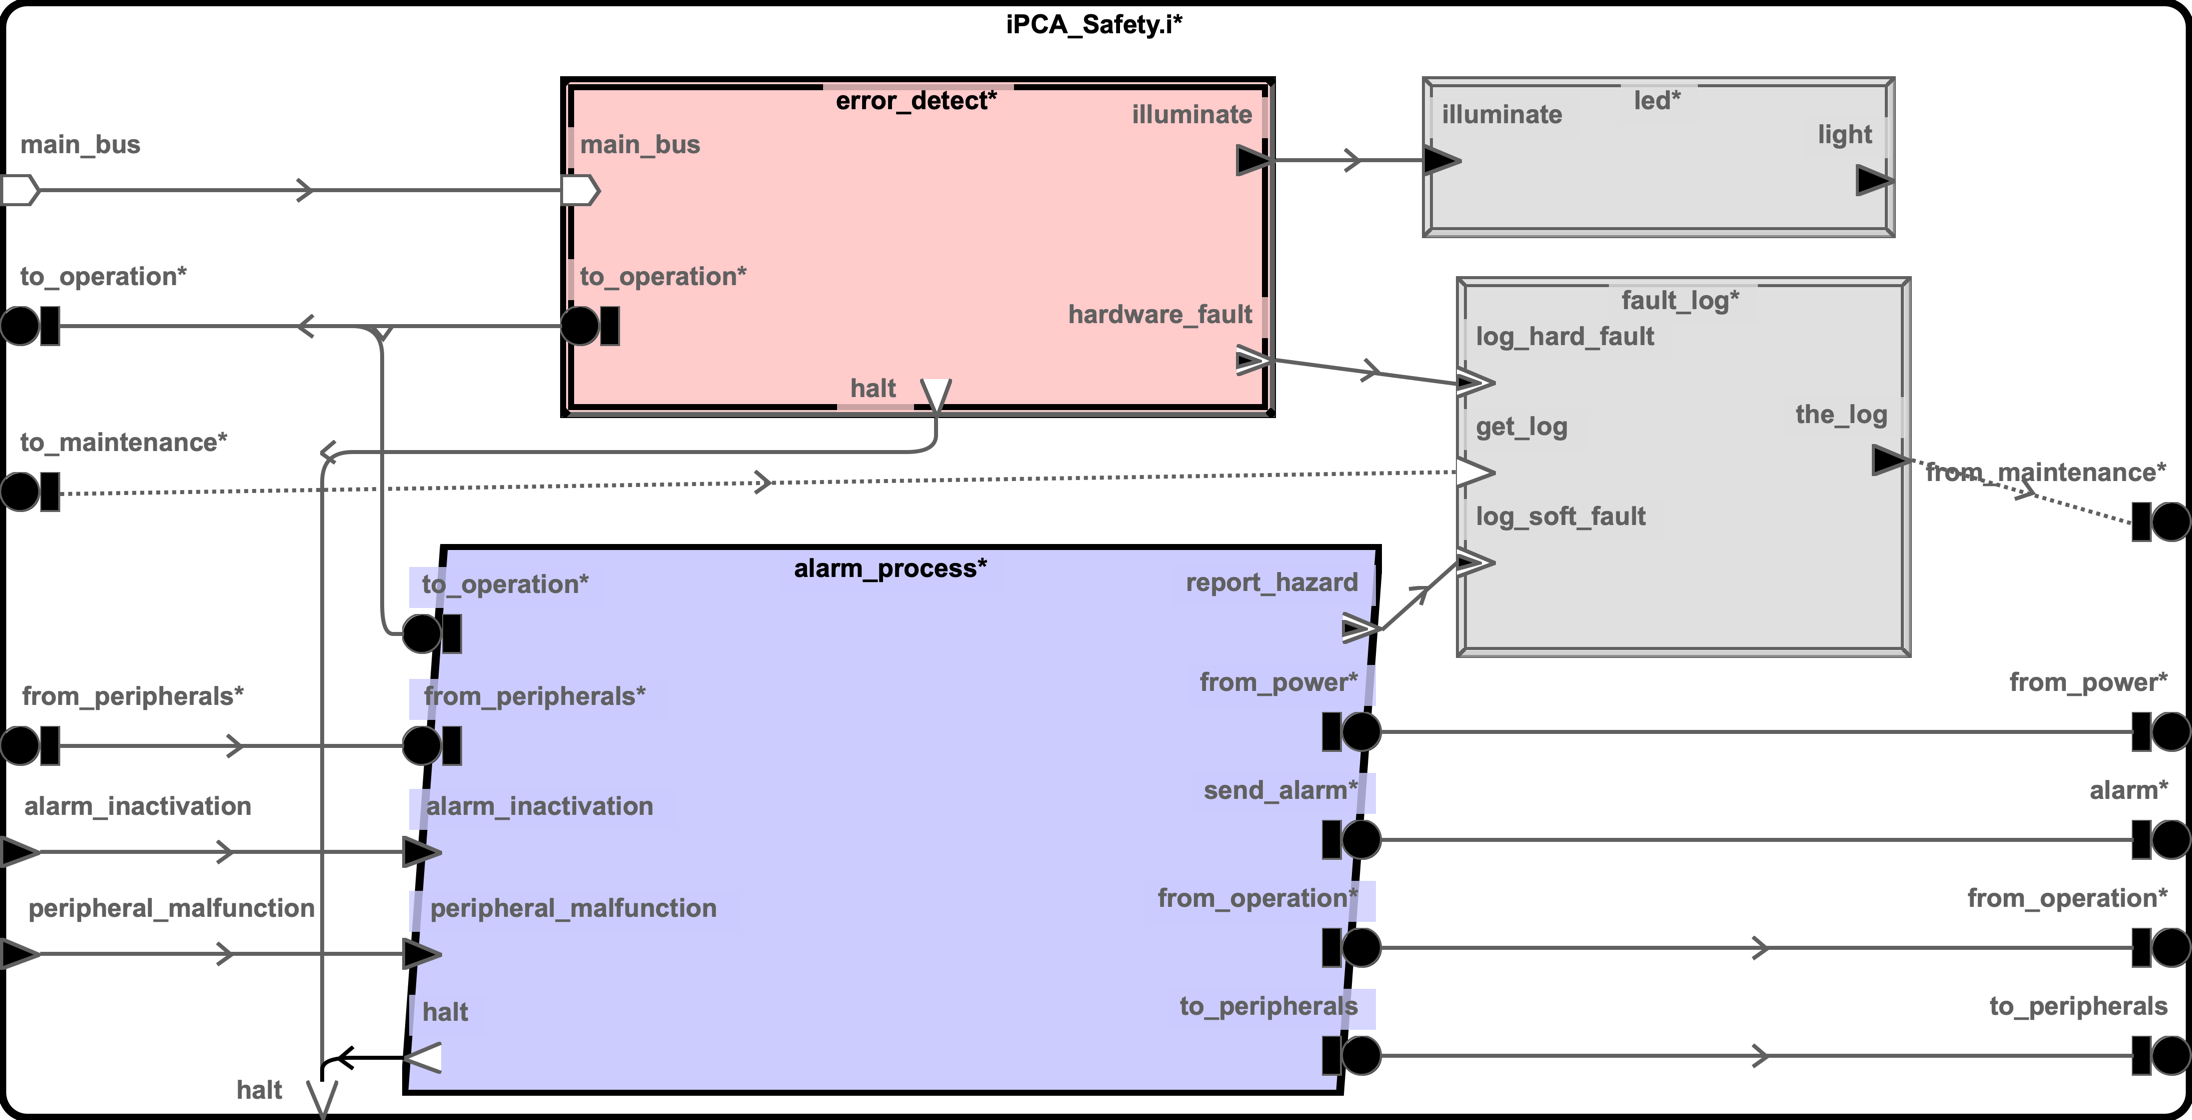 iPCA_Safety.i*
error_detect*
illuminate
illuminate
led*
light
main_bus
main_bus
to_operation*
to_operation*
hardware_fault
fault_log*
log_hard_fault
halt
get_log
the_log
to_maintenance*
from_maintenance*
log_soft_fault
alarm_process*
to_operation*
report_hazard
from_peripherals*
from_peripherals*
from_power*
from_power*
alarm_inactivation
alarm_inactivation
send_alarm*
alarm*
peripheral_malfunction
peripheral_malfunction
from_operation*
from_operation*
halt
to_peripherals
to_peripherals
halt